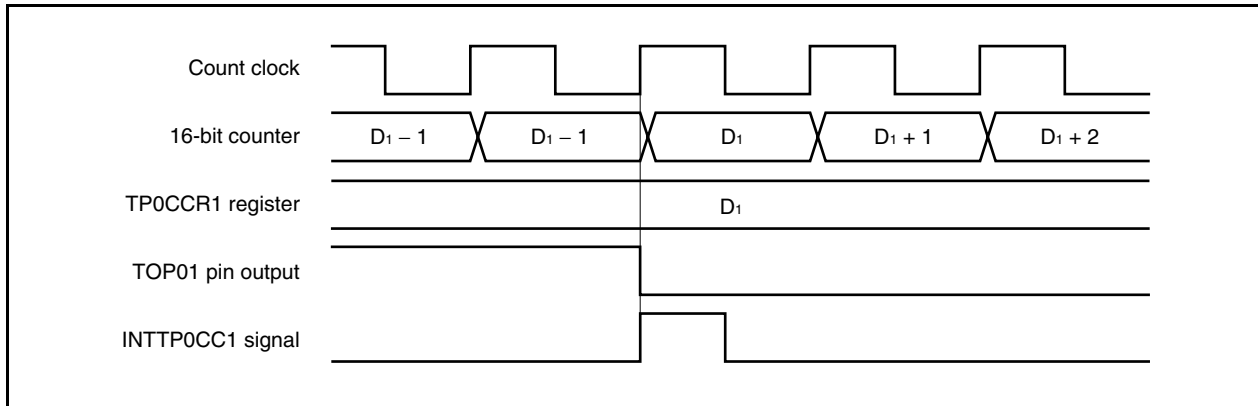 Count clock
16-bit counter D₁ − 1 D₁ − 1 D₁ D₁ + 1 D₁ + 2
TP0CCR1 register D₁
TOP01 pin output
INTTP0CC1 signal